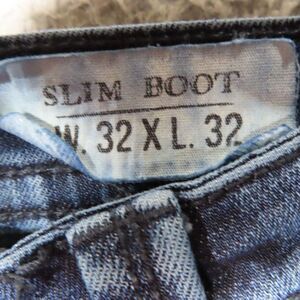 SLIM BOOT
W. 32 X L. 32